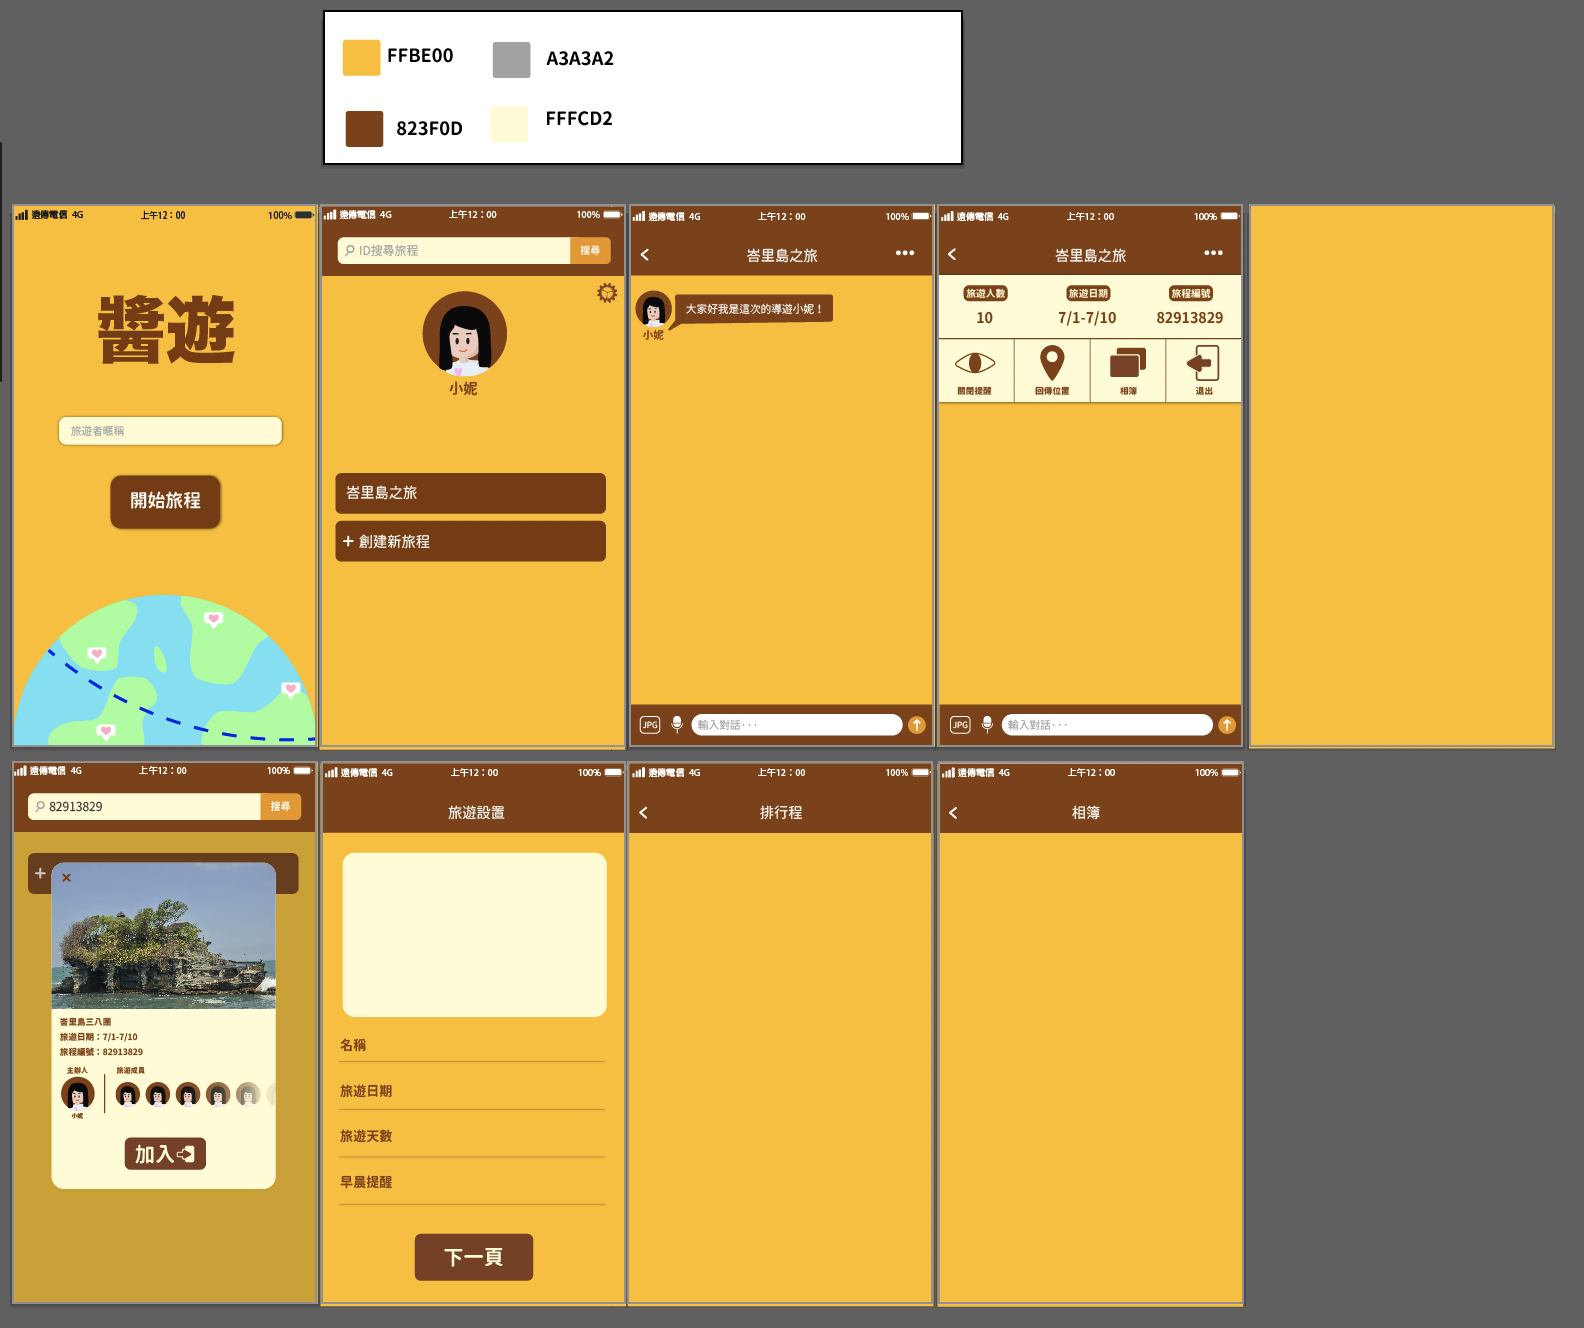 FFBE00
A3A3A2
823F0D
FFFCD2
遠傳電信 4G
上午12：00
100%
醬遊
旅遊者暱稱
開始旅程
遠傳電信 4G
上午12：00
100%
ID搜尋旅程
搜尋
小妮
峇里島之旅
+ 創建新旅程
遠傳電信 4G
上午12：00
100%
峇里島之旅
大家好我是這次的導遊小妮！
小妮
JPG
輸入對話···
遠傳電信 4G
上午12：00
100%
峇里島之旅
旅遊人數
旅遊日期
旅程編號
10
7/1-7/10
82913829
關閉提醒
回傳位置
相簿
退出
JPG
輸入對話···
遠傳電信 4G
上午12：00
100%
82913829
搜尋
+
峇里島三八團
旅遊日期：7/1-7/10
旅程編號：82913829
主辦人
旅遊成員
小妮
加入
遠傳電信 4G
上午12：00
100%
旅遊設置
名稱
旅遊日期
旅遊天數
早晨提醒
下一頁
遠傳電信 4G
上午12：00
100%
排行程
遠傳電信 4G
上午12：00
100%
相簿